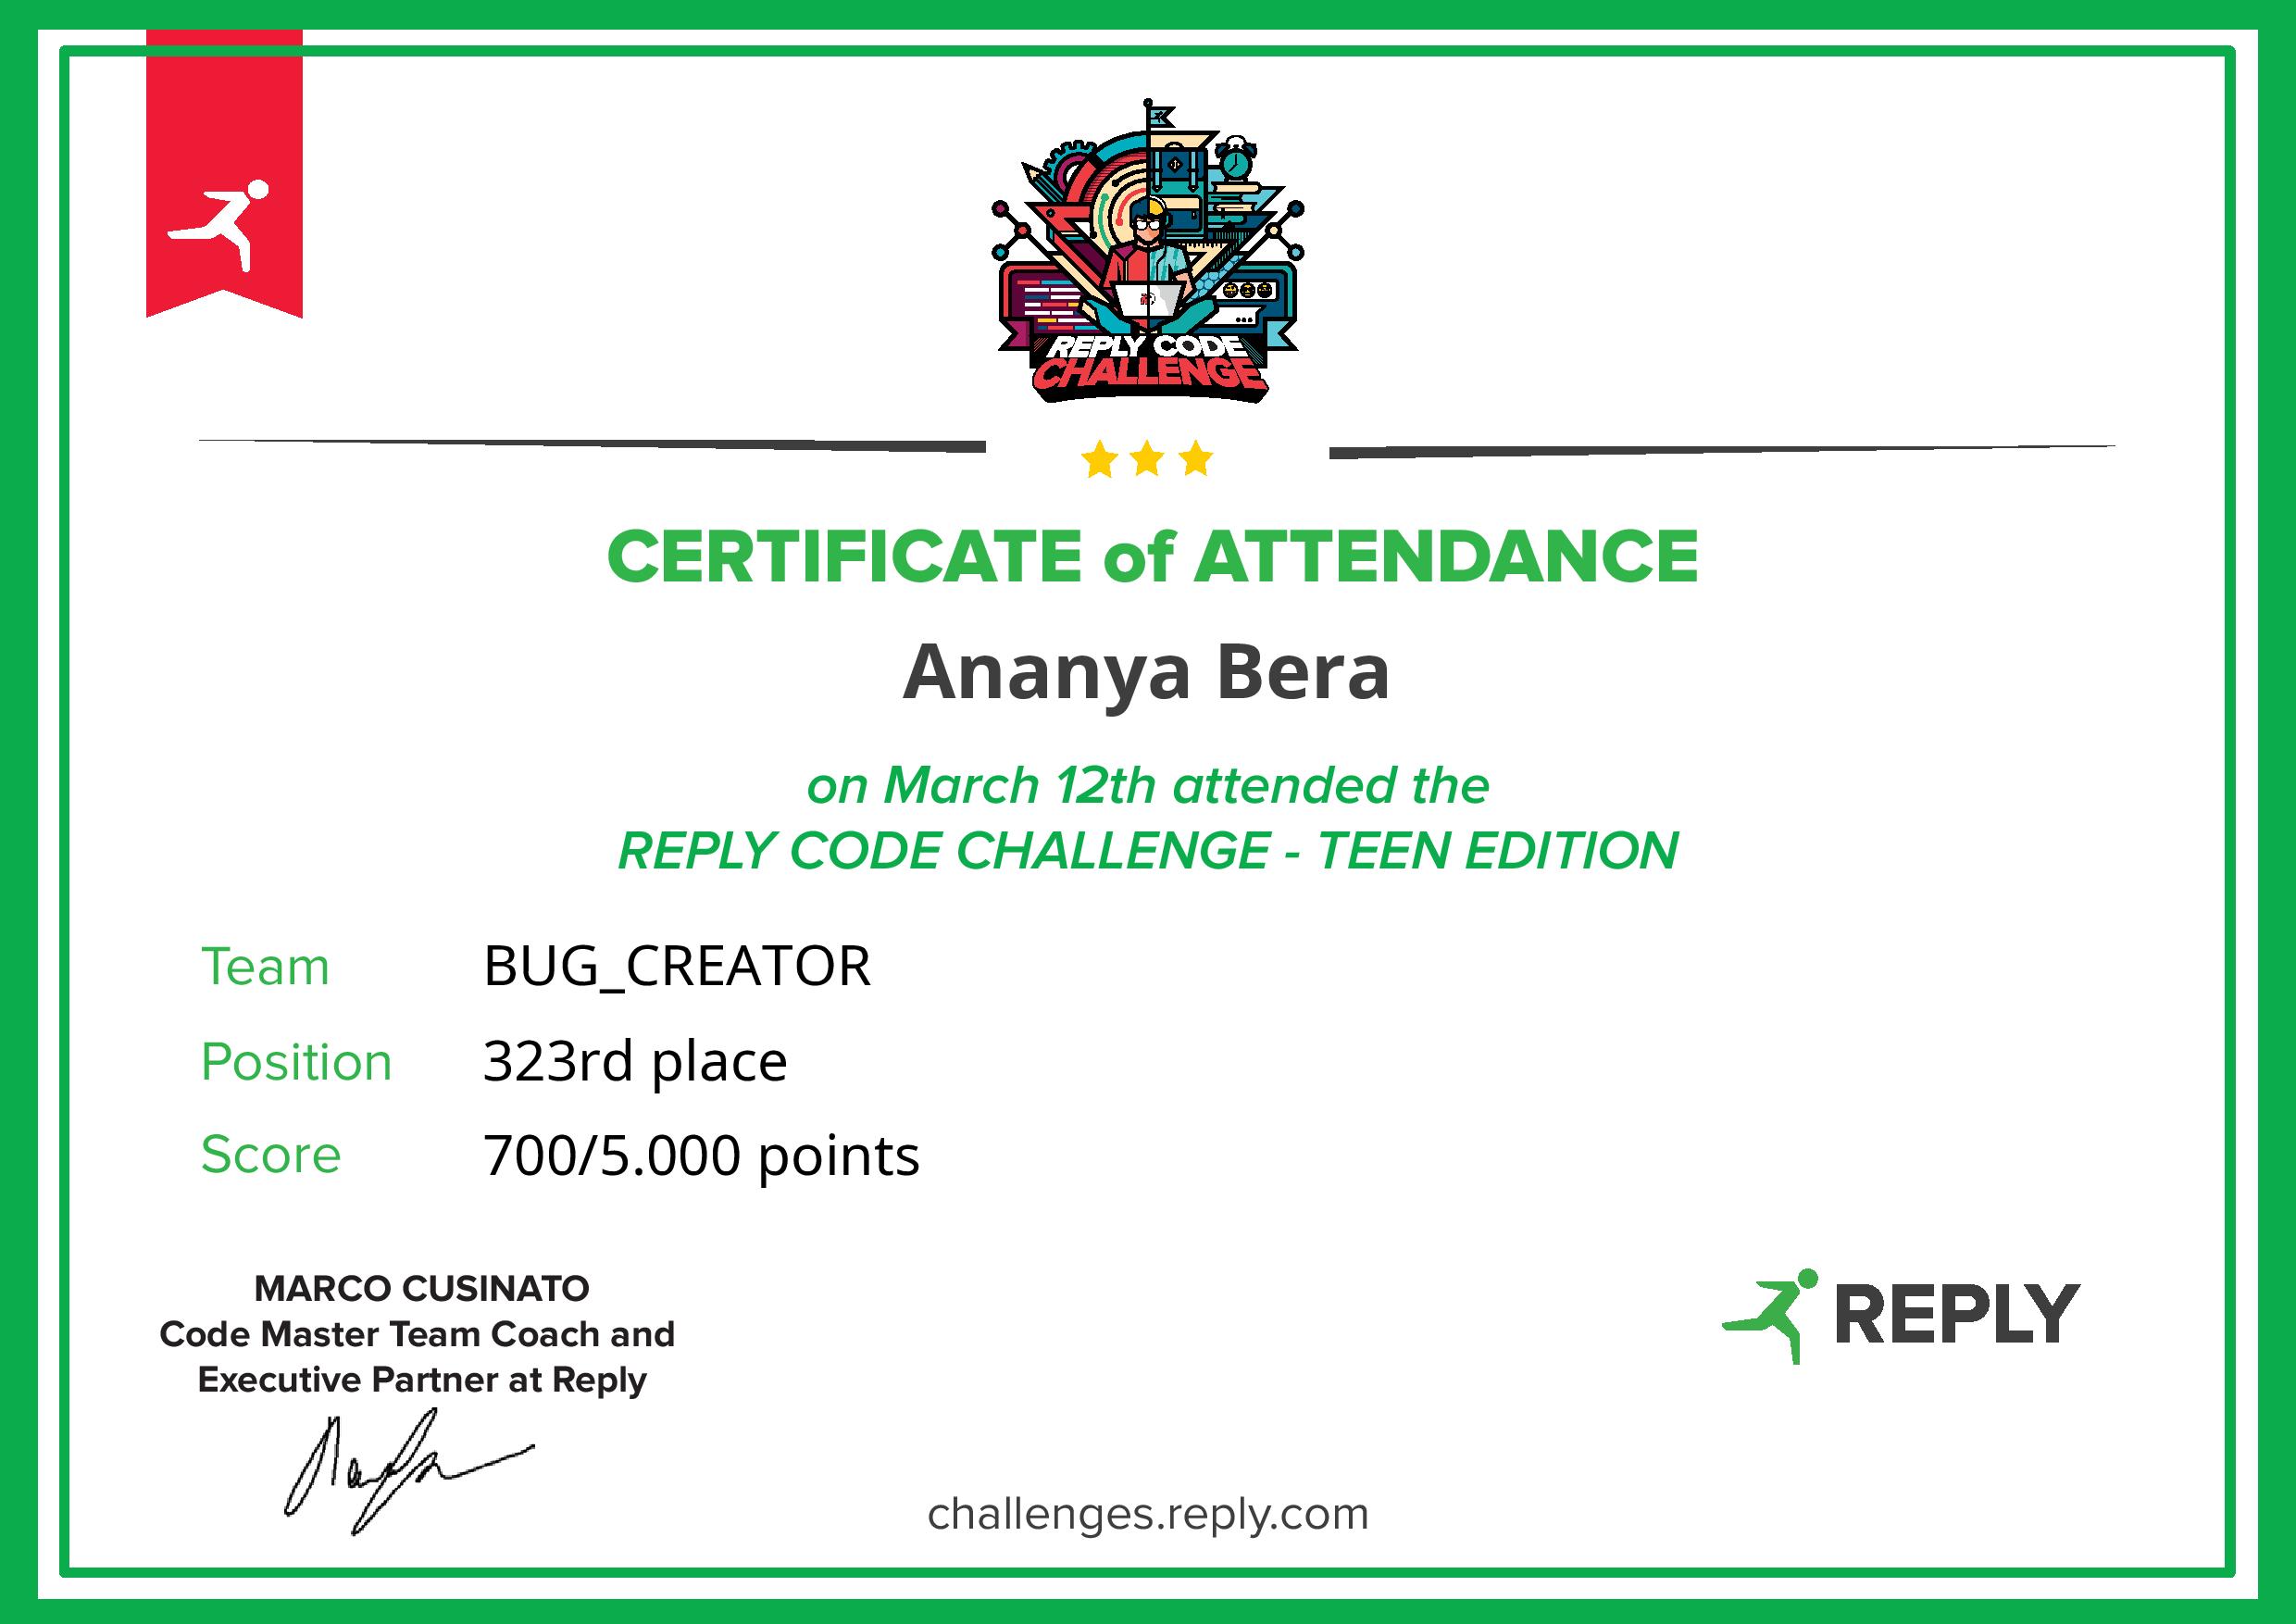 REPLY CODE
CHALLENGE
CERTIFICATE of ATTENDANCE
Ananya Bera
on March 12th attended the
REPLY CODE CHALLENGE - TEEN EDITION
Team BUG_CREATOR
Position 323rd place
Score 700/5.000 points
MARCO CUSINATO
Code Master Team Coach and
Executive Partner at Reply
REPLY
challenges.reply.com